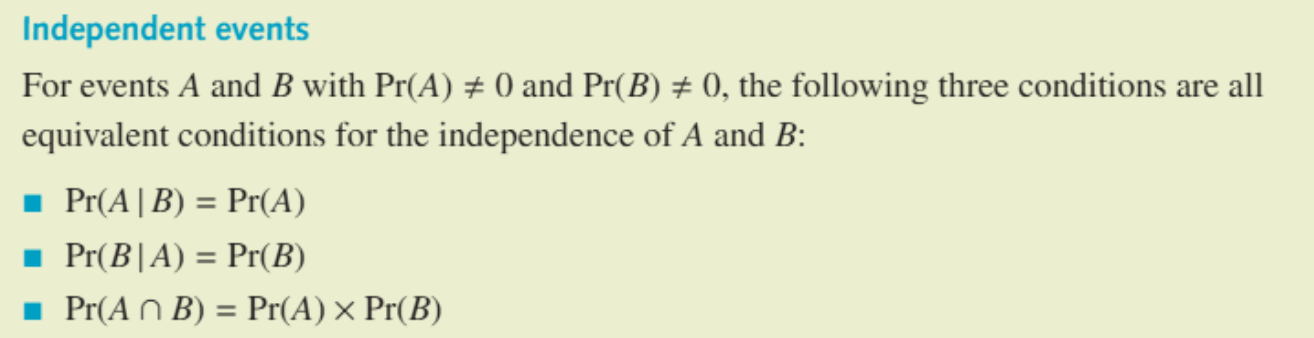 Independent events
For events A and B with Pr(A) ≠ 0 and Pr(B) ≠ 0, the following three conditions are all
equivalent conditions for the independence of A and B:
■ Pr(A | B) = Pr(A)
■ Pr(B | A) = Pr(B)
■ Pr(A ∩ B) = Pr(A) × Pr(B)